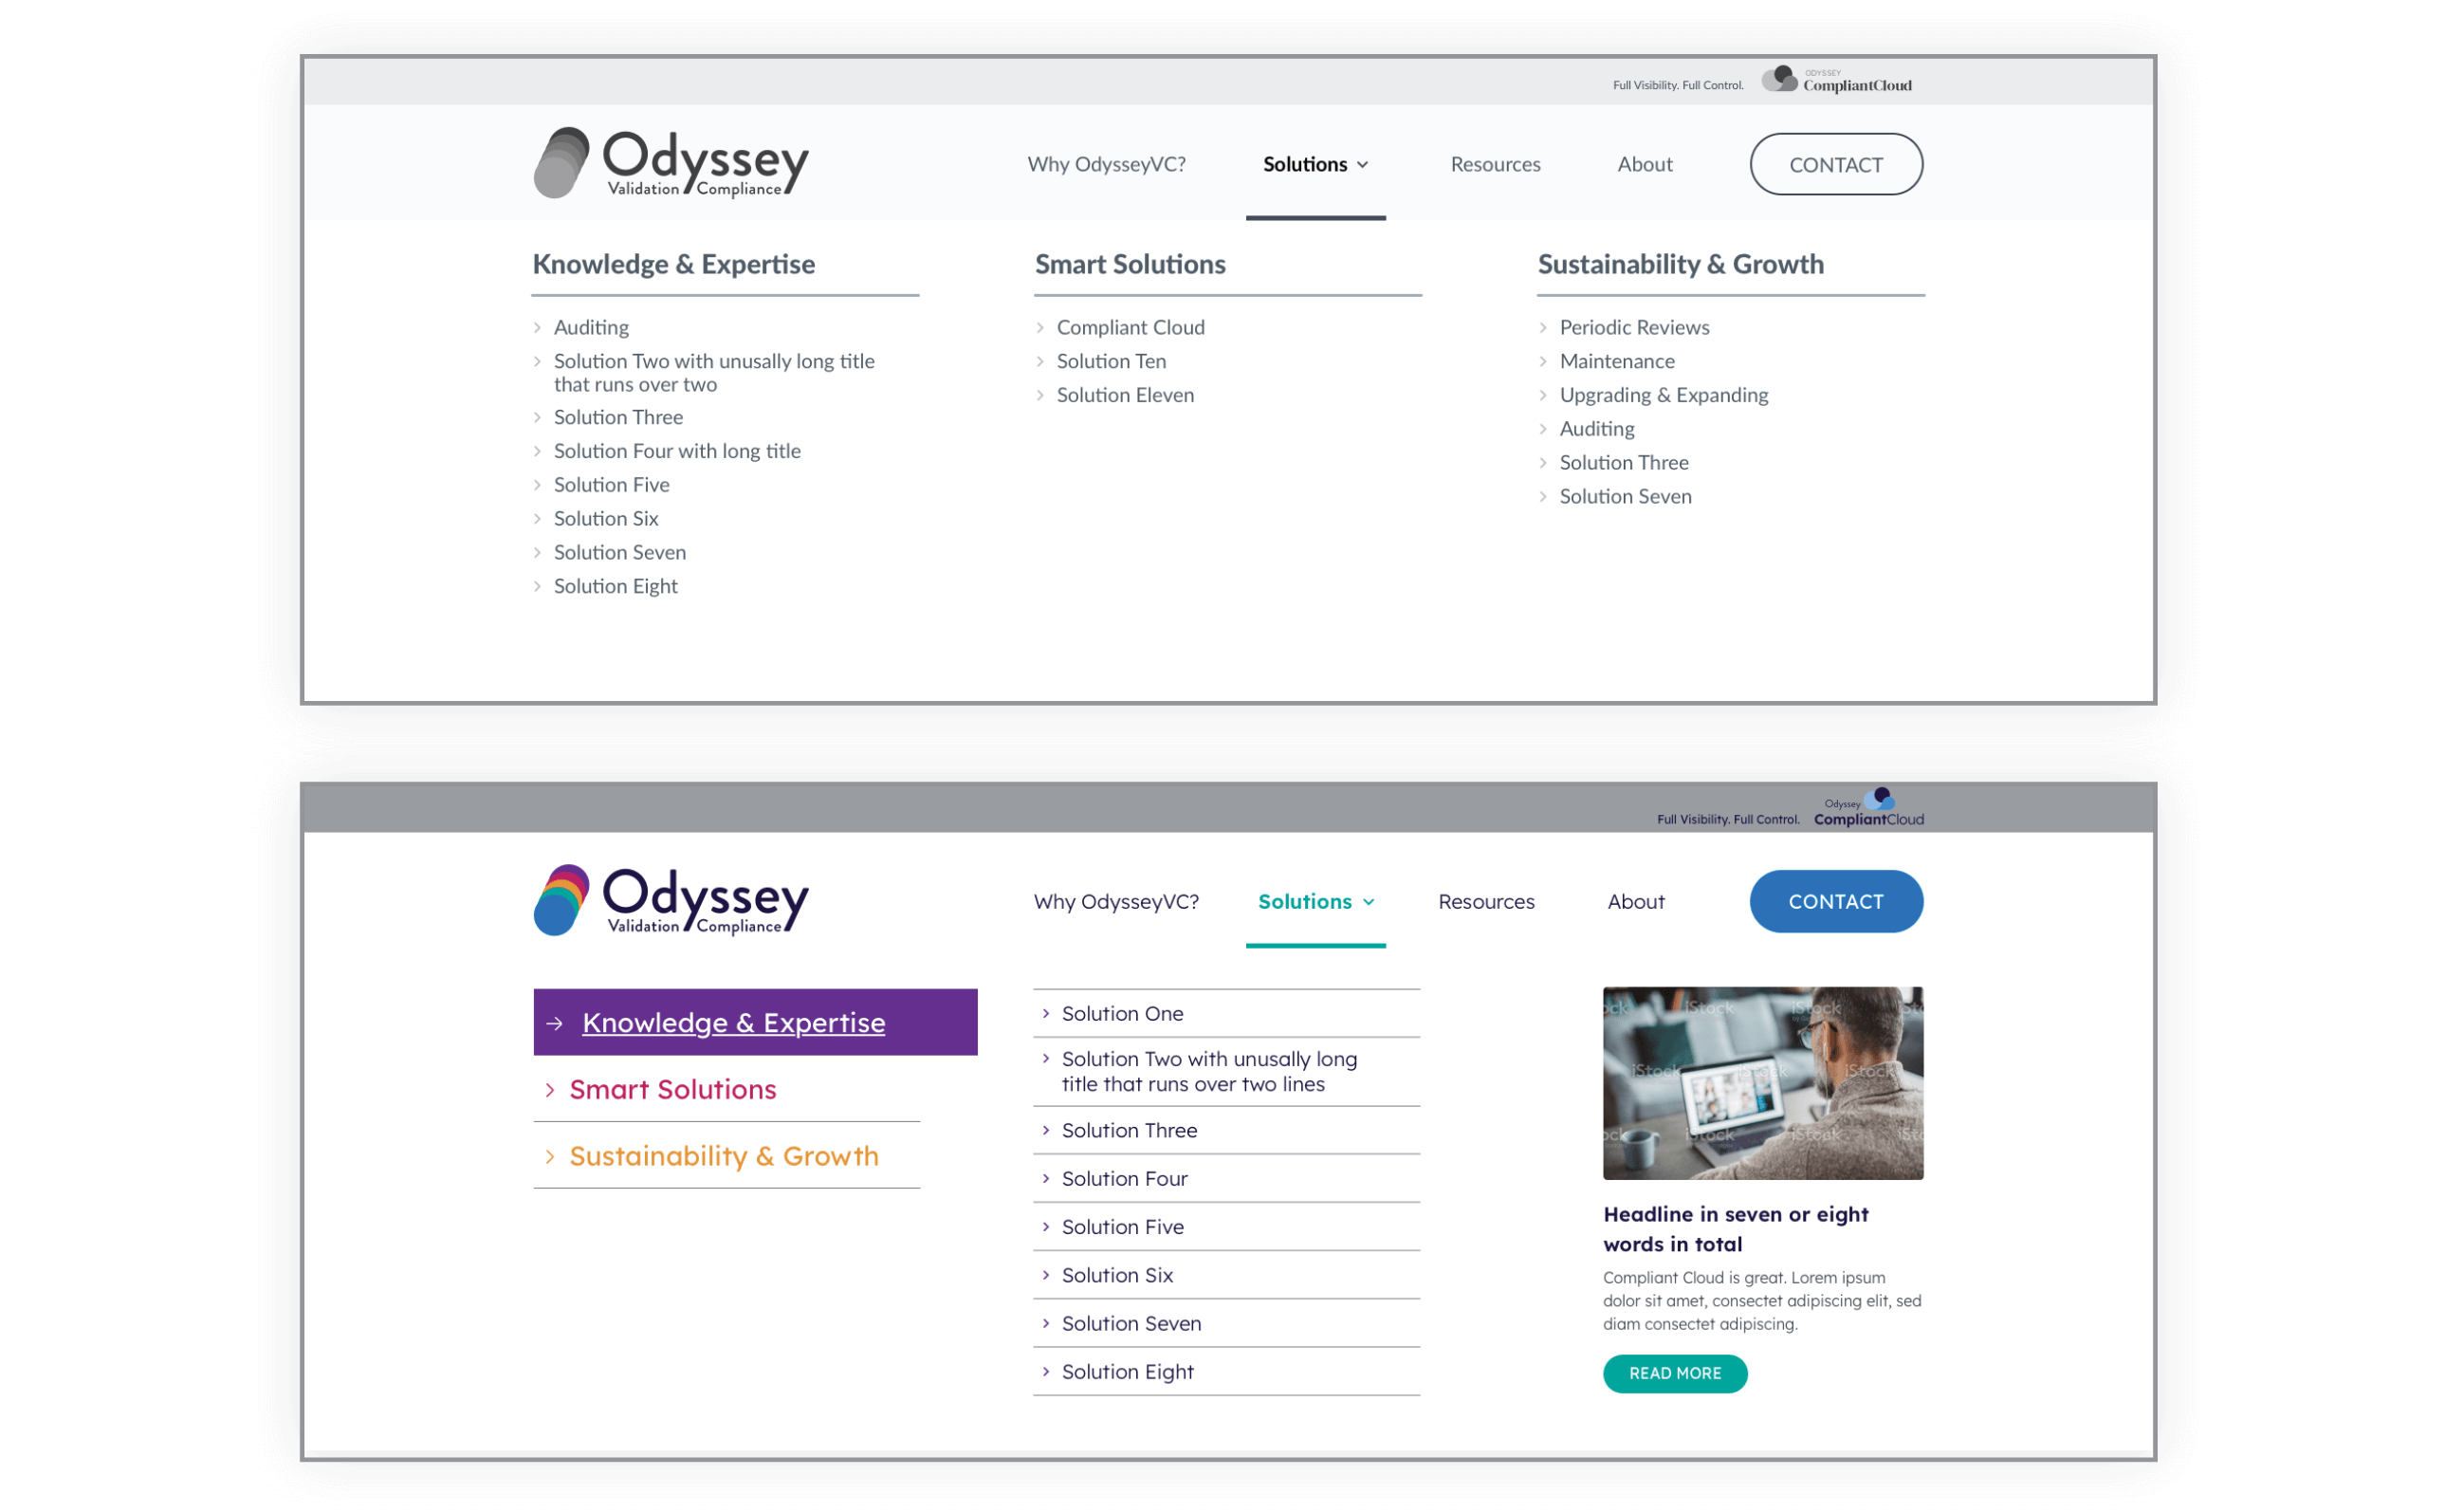 Full Visibility. Full Control.
ODYSSEY
CompliantCloud
Odyssey
Validation Compliance
Why OdysseyVC?
Solutions
Resources
About
CONTACT
Knowledge & Expertise
Auditing
Solution Two with unusally long title
that runs over two
Solution Three
Solution Four with long title
Solution Five
Solution Six
Solution Seven
Solution Eight
Smart Solutions
Compliant Cloud
Solution Ten
Solution Eleven
Sustainability & Growth
Periodic Reviews
Maintenance
Upgrading & Expanding
Auditing
Solution Three
Solution Seven
Full Visibility. Full Control.
Odyssey
CompliantCloud
Odyssey
Validation Compliance
Why OdysseyVC?
Solutions
Resources
About
CONTACT
Knowledge & Expertise
Smart Solutions
Sustainability & Growth
Solution One
Solution Two with unusally long
title that runs over two lines
Solution Three
Solution Four
Solution Five
Solution Six
Solution Seven
Solution Eight
iStock
iStock
iStock
iStock
iStock
iStock
Headline in seven or eight
words in total
Compliant Cloud is great. Lorem ipsum
dolor sit amet, consectet adipiscing elit, sed
diam consectet adipiscing.
READ MORE